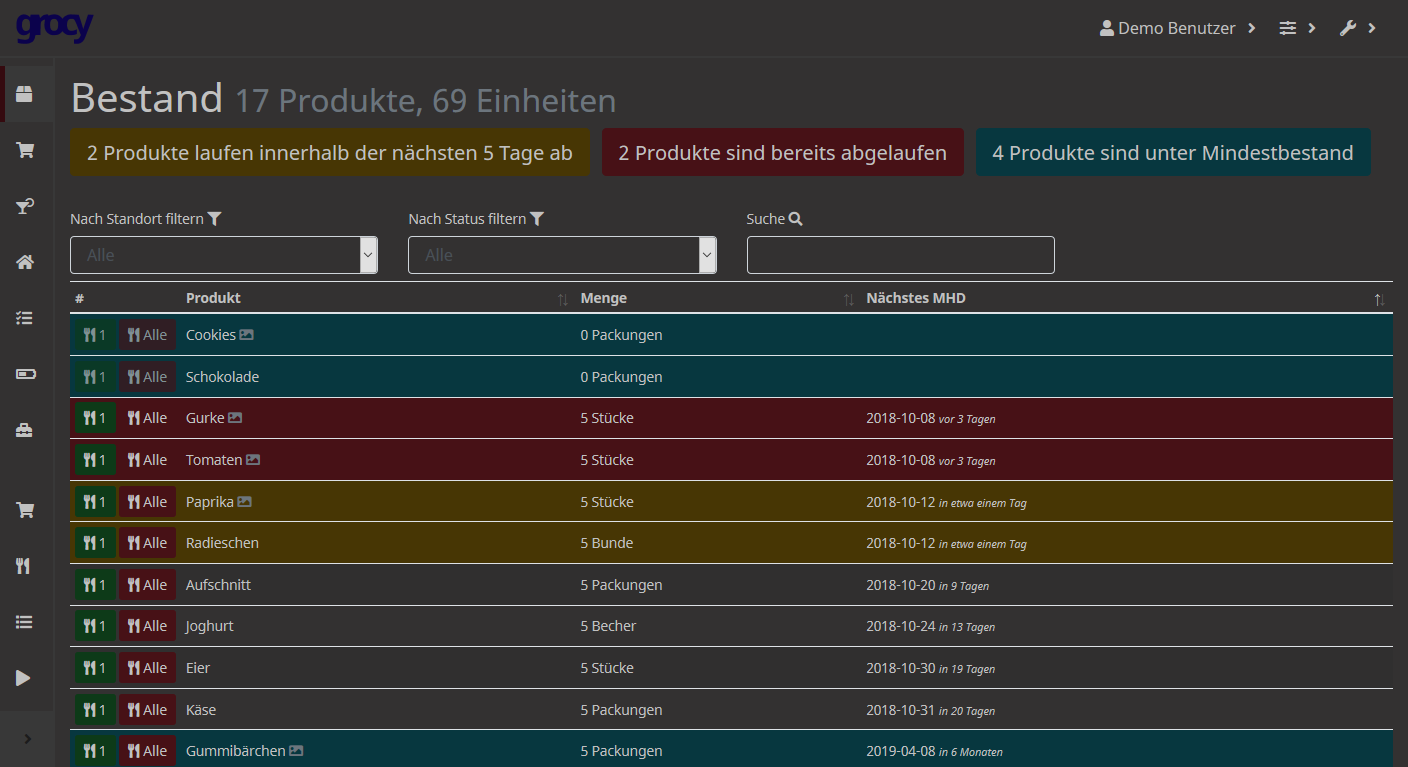 grocy
Demo Benutzer
Bestand 17 Produkte, 69 Einheiten
2 Produkte laufen innerhalb der nächsten 5 Tage ab
2 Produkte sind bereits abgelaufen
4 Produkte sind unter Mindestbestand
Nach Standort filtern
Nach Status filtern
Suche
Alle
Alle
# Produkt Menge Nächstes MHD
1 Alle Cookies 0 Packungen
1 Alle Schokolade 0 Packungen
1 Alle Gurke 5 Stücke 2018-10-08 vor 3 Tagen
1 Alle Tomaten 5 Stücke 2018-10-08 vor 3 Tagen
1 Alle Paprika 5 Stücke 2018-10-12 in etwa einem Tag
1 Alle Radieschen 5 Bunde 2018-10-12 in etwa einem Tag
1 Alle Aufschnitt 5 Packungen 2018-10-20 in 9 Tagen
1 Alle Joghurt 5 Becher 2018-10-24 in 13 Tagen
1 Alle Eier 5 Stücke 2018-10-30 in 19 Tagen
1 Alle Käse 5 Packungen 2018-10-31 in 20 Tagen
1 Alle Gummibärchen 5 Packungen 2019-04-08 in 6 Monaten